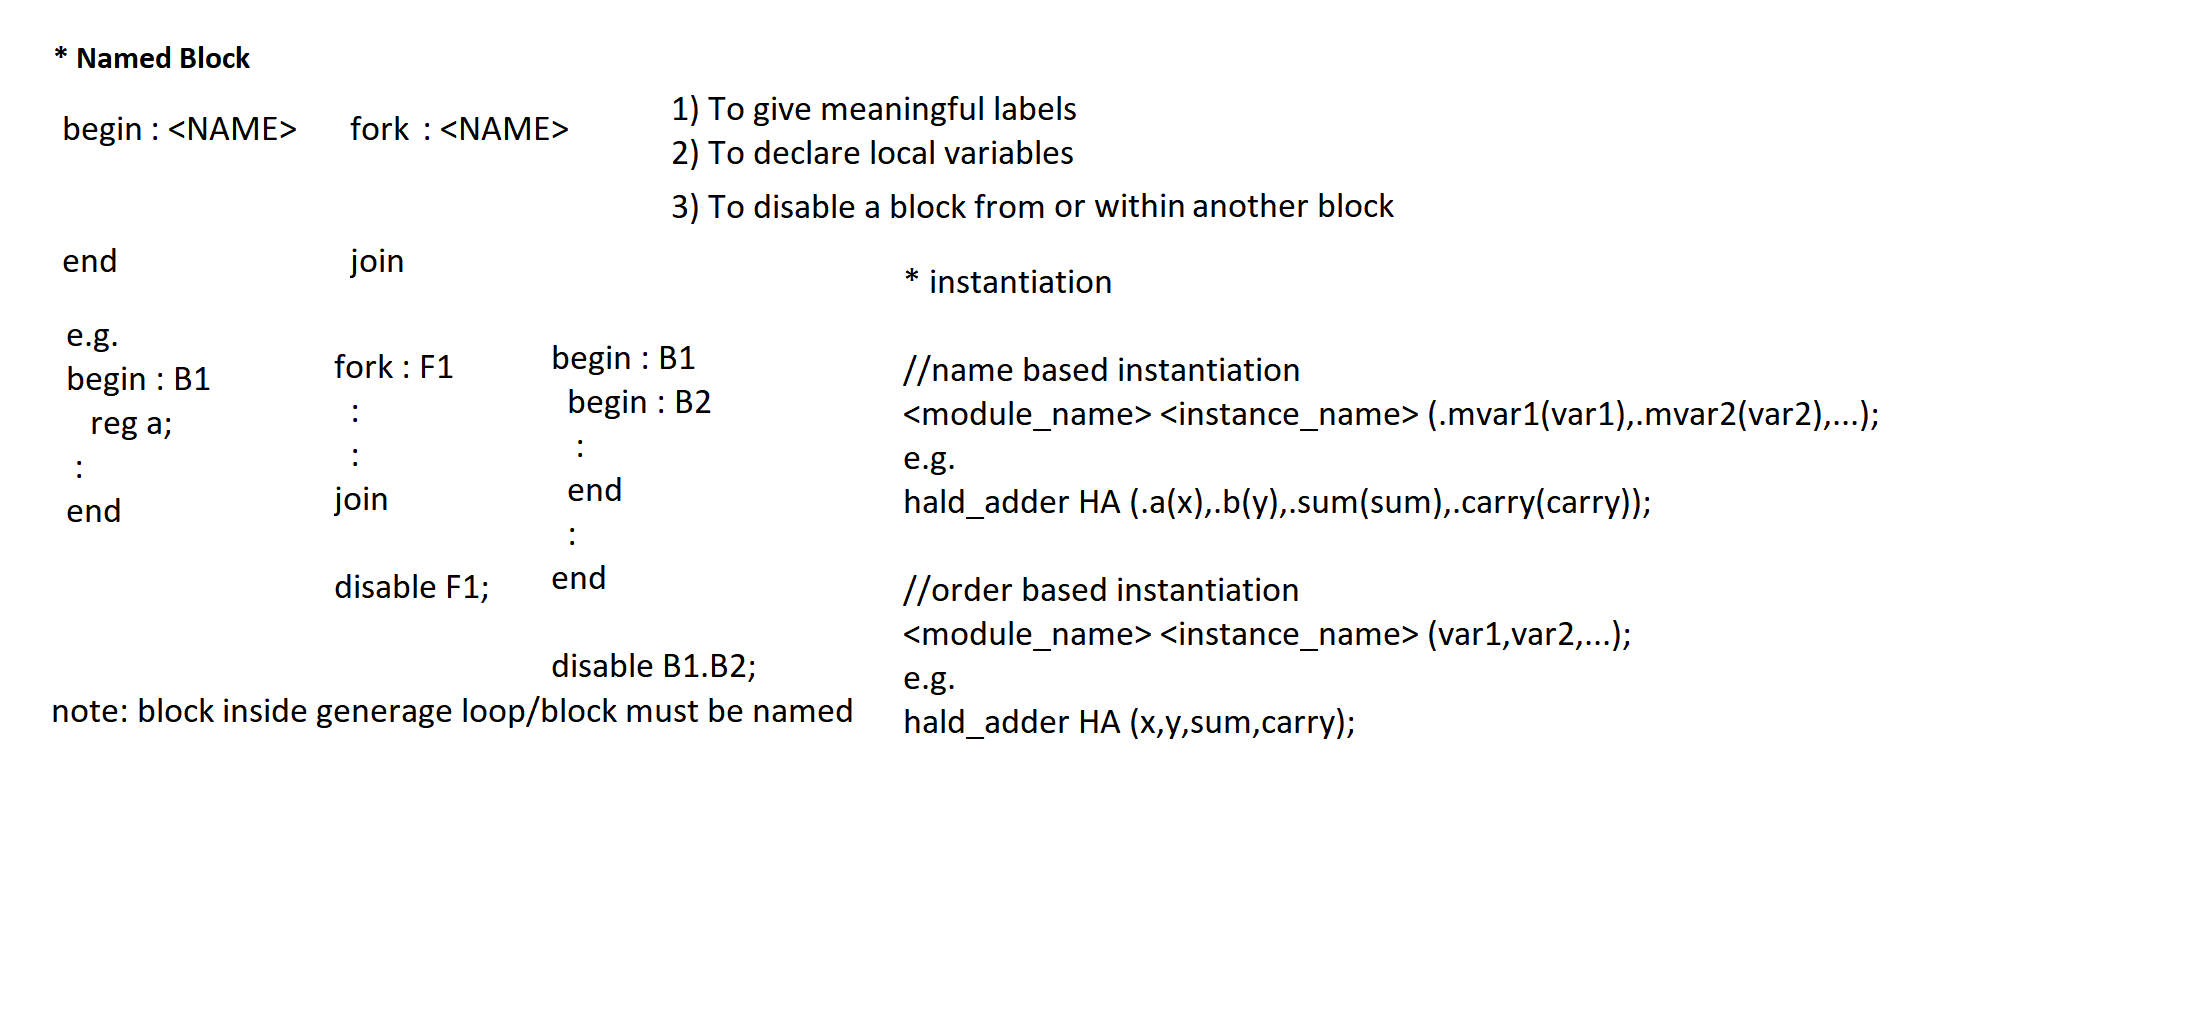 * Named Block
begin : <NAME>
end
fork : <NAME>
join
1) To give meaningful labels
2) To declare local variables
3) To disable a block from or within another block
e.g.
begin : B1
reg a;
:
end
fork : F1
:
:
join
disable F1;
begin : B1
begin : B2
:
end
:
end
disable B1.B2;
note: block inside generage loop/block must be named
* instantiation
//name based instantiation
<module_name> <instance_name> (.mvar1(var1),.mvar2(var2),...);
e.g.
hald_adder HA (.a(x),.b(y),.sum(sum),.carry(carry));
//order based instantiation
<module_name> <instance_name> (var1,var2,...);
e.g.
hald_adder HA (x,y,sum,carry);